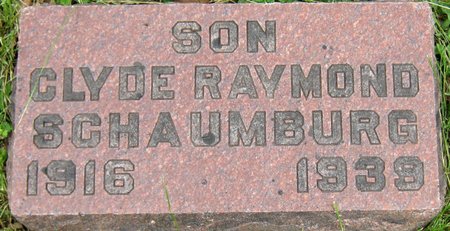 SON
CLYDE RAYMOND
SCHAUMBURG
1916 1939